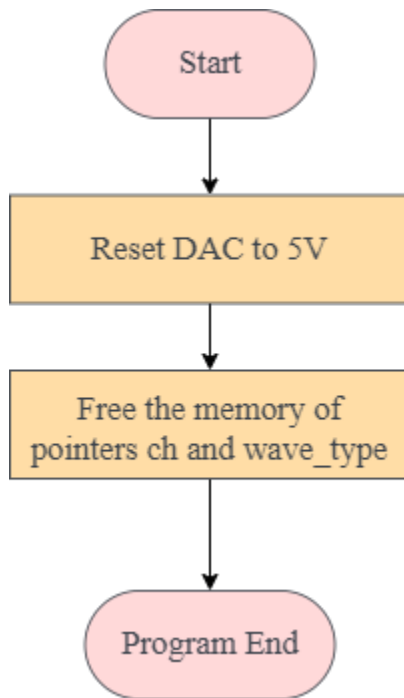 Start
Reset DAC to 5V
Free the memory of
pointers ch and wave_type
Program End